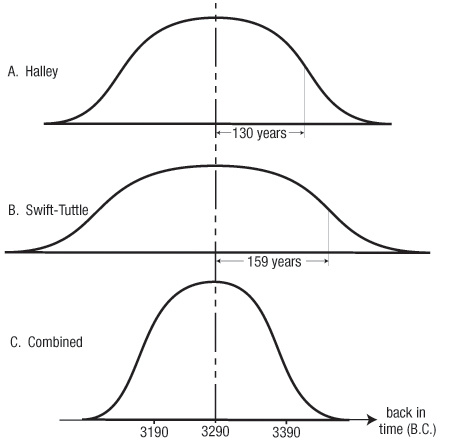 A. Halley
130 years
B. Swift-Tuttle
159 years
C. Combined
3190 3290 3390
back in
time (B.C.)